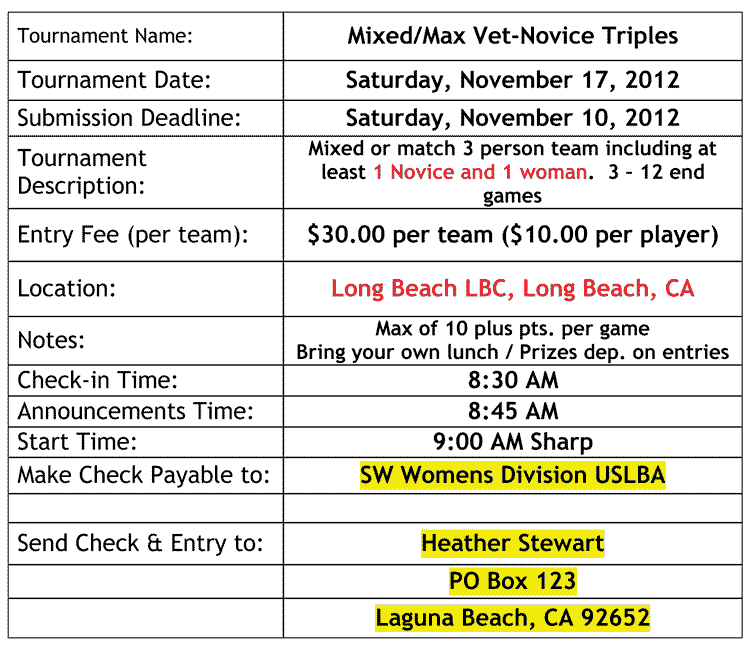 Tournament Name: Mixed/Max Vet-Novice Triples
Tournament Date: Saturday, November 17, 2012
Submission Deadline: Saturday, November 10, 2012
Tournament
Description:
Mixed or match 3 person team including at
least 1 Novice and 1 woman. 3 - 12 end
games
Entry Fee (per team): $30.00 per team ($10.00 per player)
Location: Long Beach LBC, Long Beach, CA
Notes:
Max of 10 plus pts. per game
Bring your own lunch / Prizes dep. on entries
Check-in Time: 8:30 AM
Announcements Time: 8:45 AM
Start Time: 9:00 AM Sharp
Make Check Payable to: SW Womens Division USLBA
Send Check & Entry to: Heather Stewart
PO Box 123
Laguna Beach, CA 92652